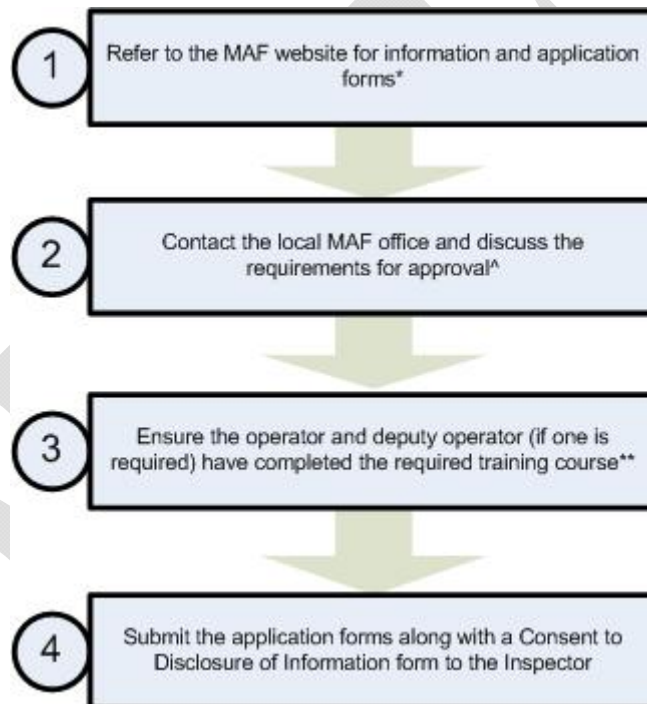 1
Refer to the MAF website for information and application
forms*
2
Contact the local MAF office and discuss the
requirements for approval^
3
Ensure the operator and deputy operator (if one is
required) have completed the required training course**
4
Submit the application forms along with a Consent to
Disclosure of Information form to the Inspector